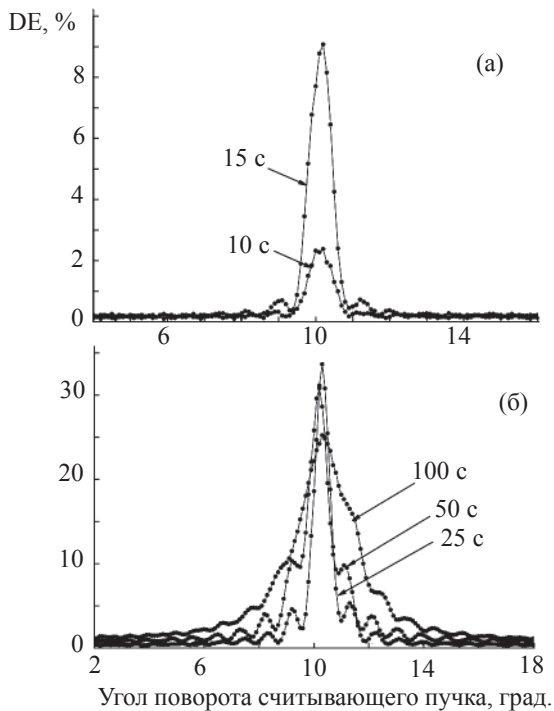 DE, %
(а)
8
6
15 с
4
10 с
2
0
6
10
14
(б)
30
20
100 с
50 с
25 с
10
0
2
6
10
14
18
Угол поворота считывающего пучка, град.